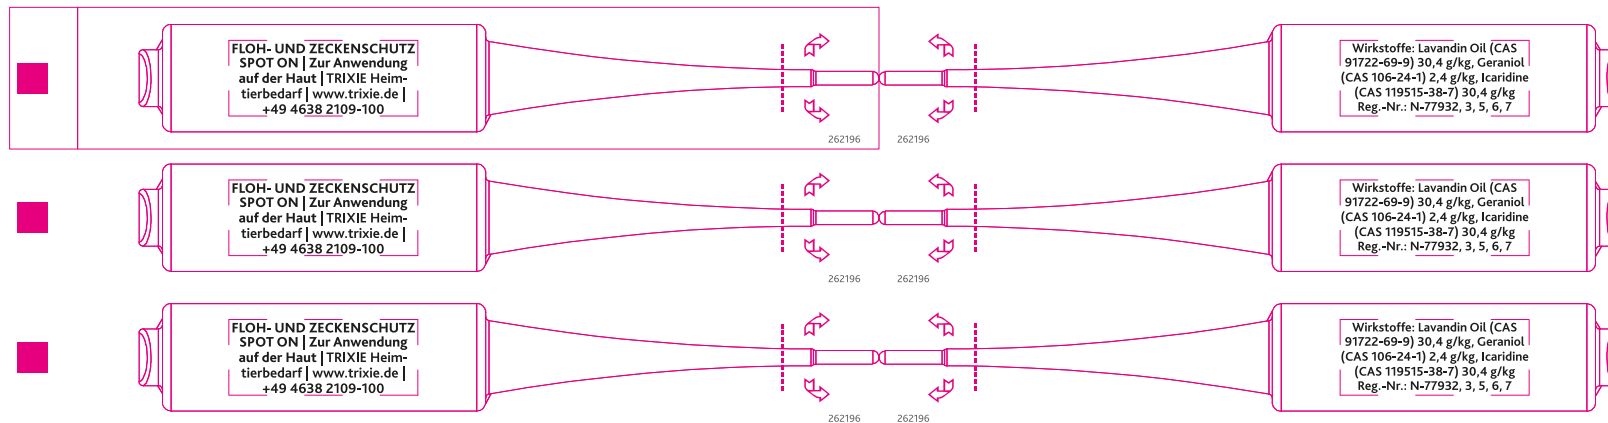 FLOH- UND ZECKENSCHUTZ
SPOT ON | Zur Anwendung
auf der Haut | TRIXIE Heim-
tierbedarf | www.trixie.de |
+49 4638 2109-100
262196
262196
Wirkstoffe: Lavandin Oil (CAS
91722-69-9) 30,4 g/kg, Geraniol
(CAS 106-24-1) 2,4 g/kg, Icaridine
(CAS 119515-38-7) 30,4 g/kg
Reg.-Nr.: N-77932, 3, 5, 6, 7
FLOH- UND ZECKENSCHUTZ
SPOT ON | Zur Anwendung
auf der Haut | TRIXIE Heim-
tierbedarf | www.trixie.de |
+49 4638 2109-100
262196
262196
Wirkstoffe: Lavandin Oil (CAS
91722-69-9) 30,4 g/kg, Geraniol
(CAS 106-24-1) 2,4 g/kg, Icaridine
(CAS 119515-38-7) 30,4 g/kg
Reg.-Nr.: N-77932, 3, 5, 6, 7
FLOH- UND ZECKENSCHUTZ
SPOT ON | Zur Anwendung
auf der Haut | TRIXIE Heim-
tierbedarf | www.trixie.de |
+49 4638 2109-100
262196
262196
Wirkstoffe: Lavandin Oil (CAS
91722-69-9) 30,4 g/kg, Geraniol
(CAS 106-24-1) 2,4 g/kg, Icaridine
(CAS 119515-38-7) 30,4 g/kg
Reg.-Nr.: N-77932, 3, 5, 6, 7